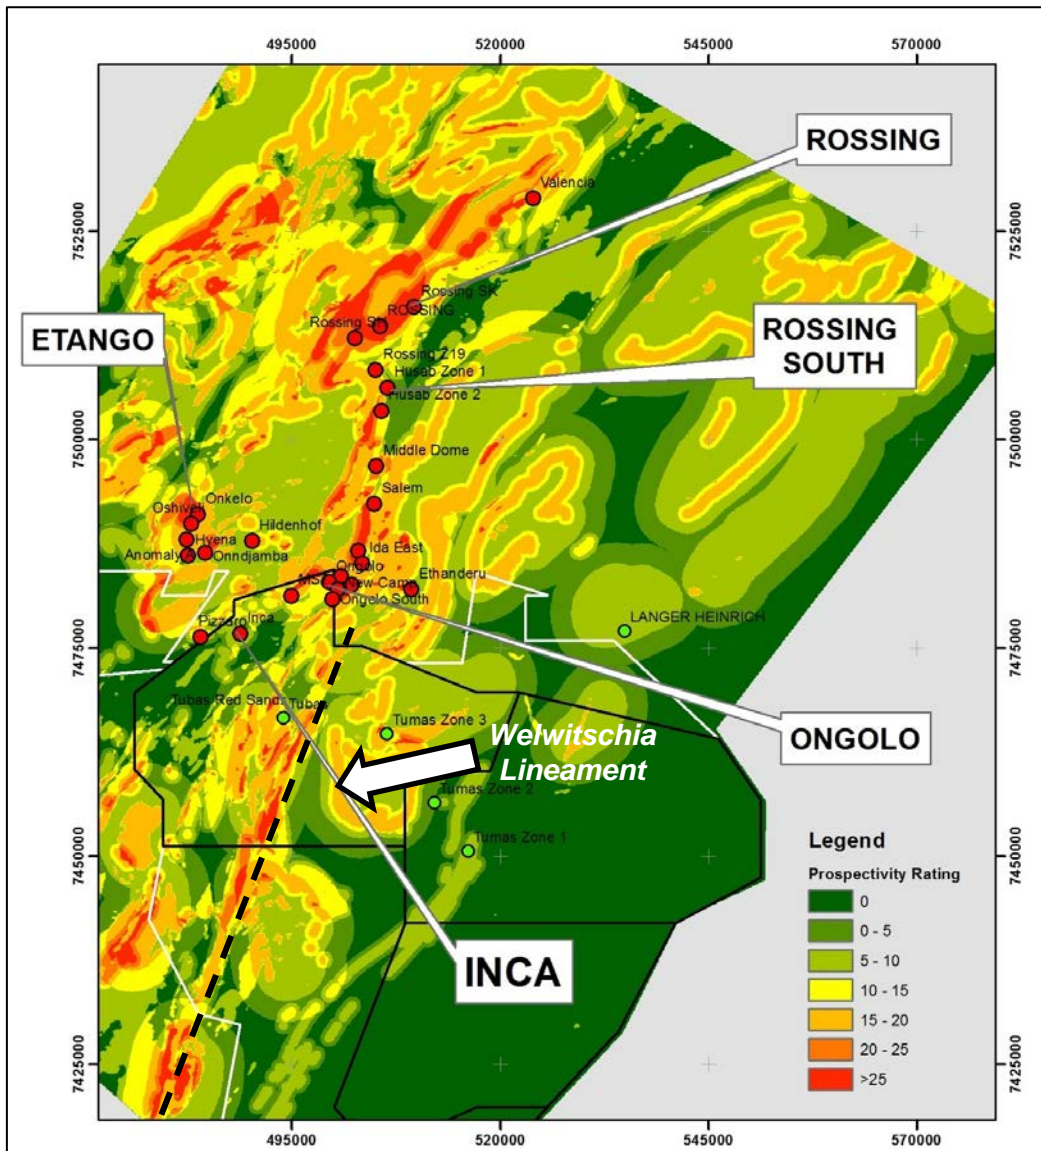 495000
520000
545000
570000
ROSSING
Valencia
7525000
7525000
Rossing SK
ROSSING
ETANGO
ROSSING
SOUTH
Rossing Z19
Husab Zone 1
Husab Zone 2
7500000
7500000
Middle Dome
Salem
Onkelo
Hildenhof
Hyena
Ida East
Anomaly A
Onndjamba
Ongolo
Ethanderu
New Camp
Ongolo South
LANGER HEINRICH
Pizzaro
Inca
7475000
7475000
Tubas Red Sands
Tubas
Tumas Zone 3
Welwitschia
Lineament
ONGOLO
Tumas Zone 2
Tumas Zone 1
7450000
7450000
Legend
Prospectivity Rating
0
0 - 5
5 - 10
10 - 15
15 - 20
20 - 25
>25
INCA
7425000
7425000
495000
520000
545000
570000